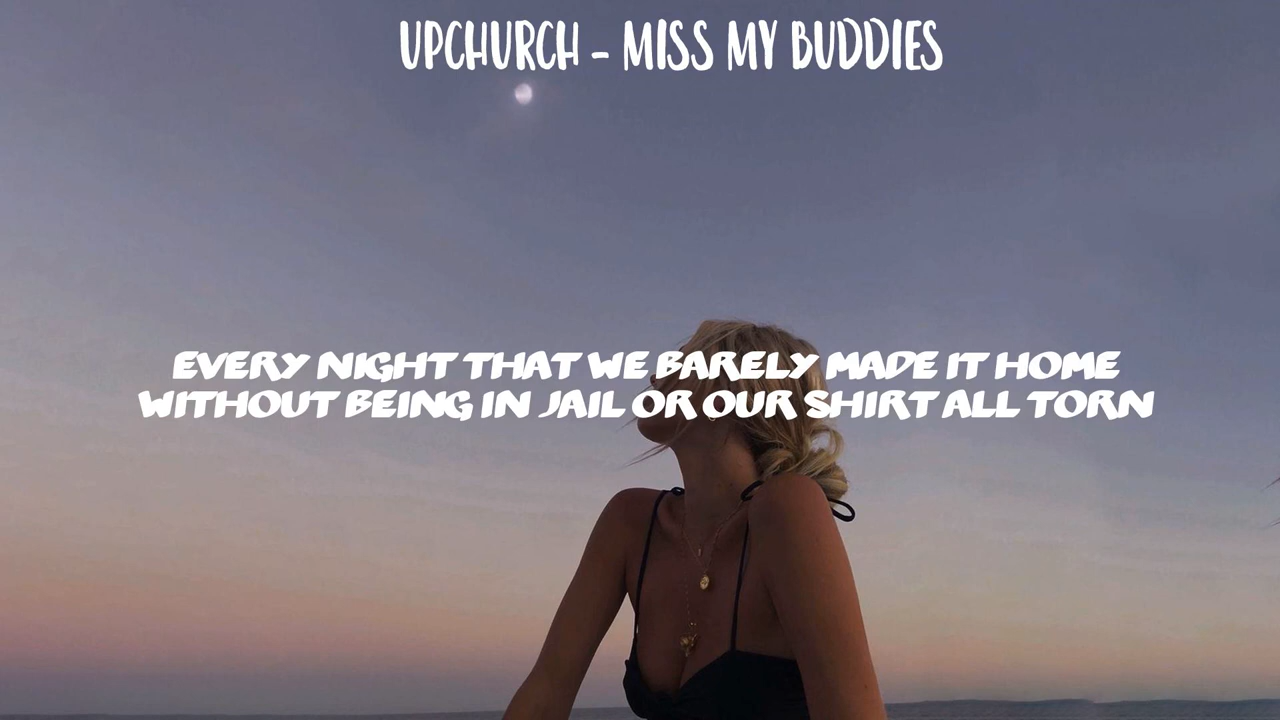 UPCHURCH - MISS MY BUDDIES
EVERY NIGHT THAT WE BARELY MADE IT HOME
WITHOUT BEING IN JAIL OR OUR SHIRT ALL TORN